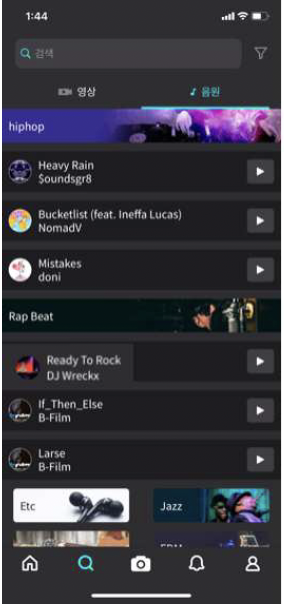 1:44
검색
영상
음원
hiphop
Heavy Rain
$oundsgr8
Bucketlist (feat. Ineffa Lucas)
NomadV
Mistakes
doni
Rap Beat
Ready To Rock
DJ Wreckx
If_Then_Else
B-Film
Larse
B-Film
Etc
Jazz
EDM